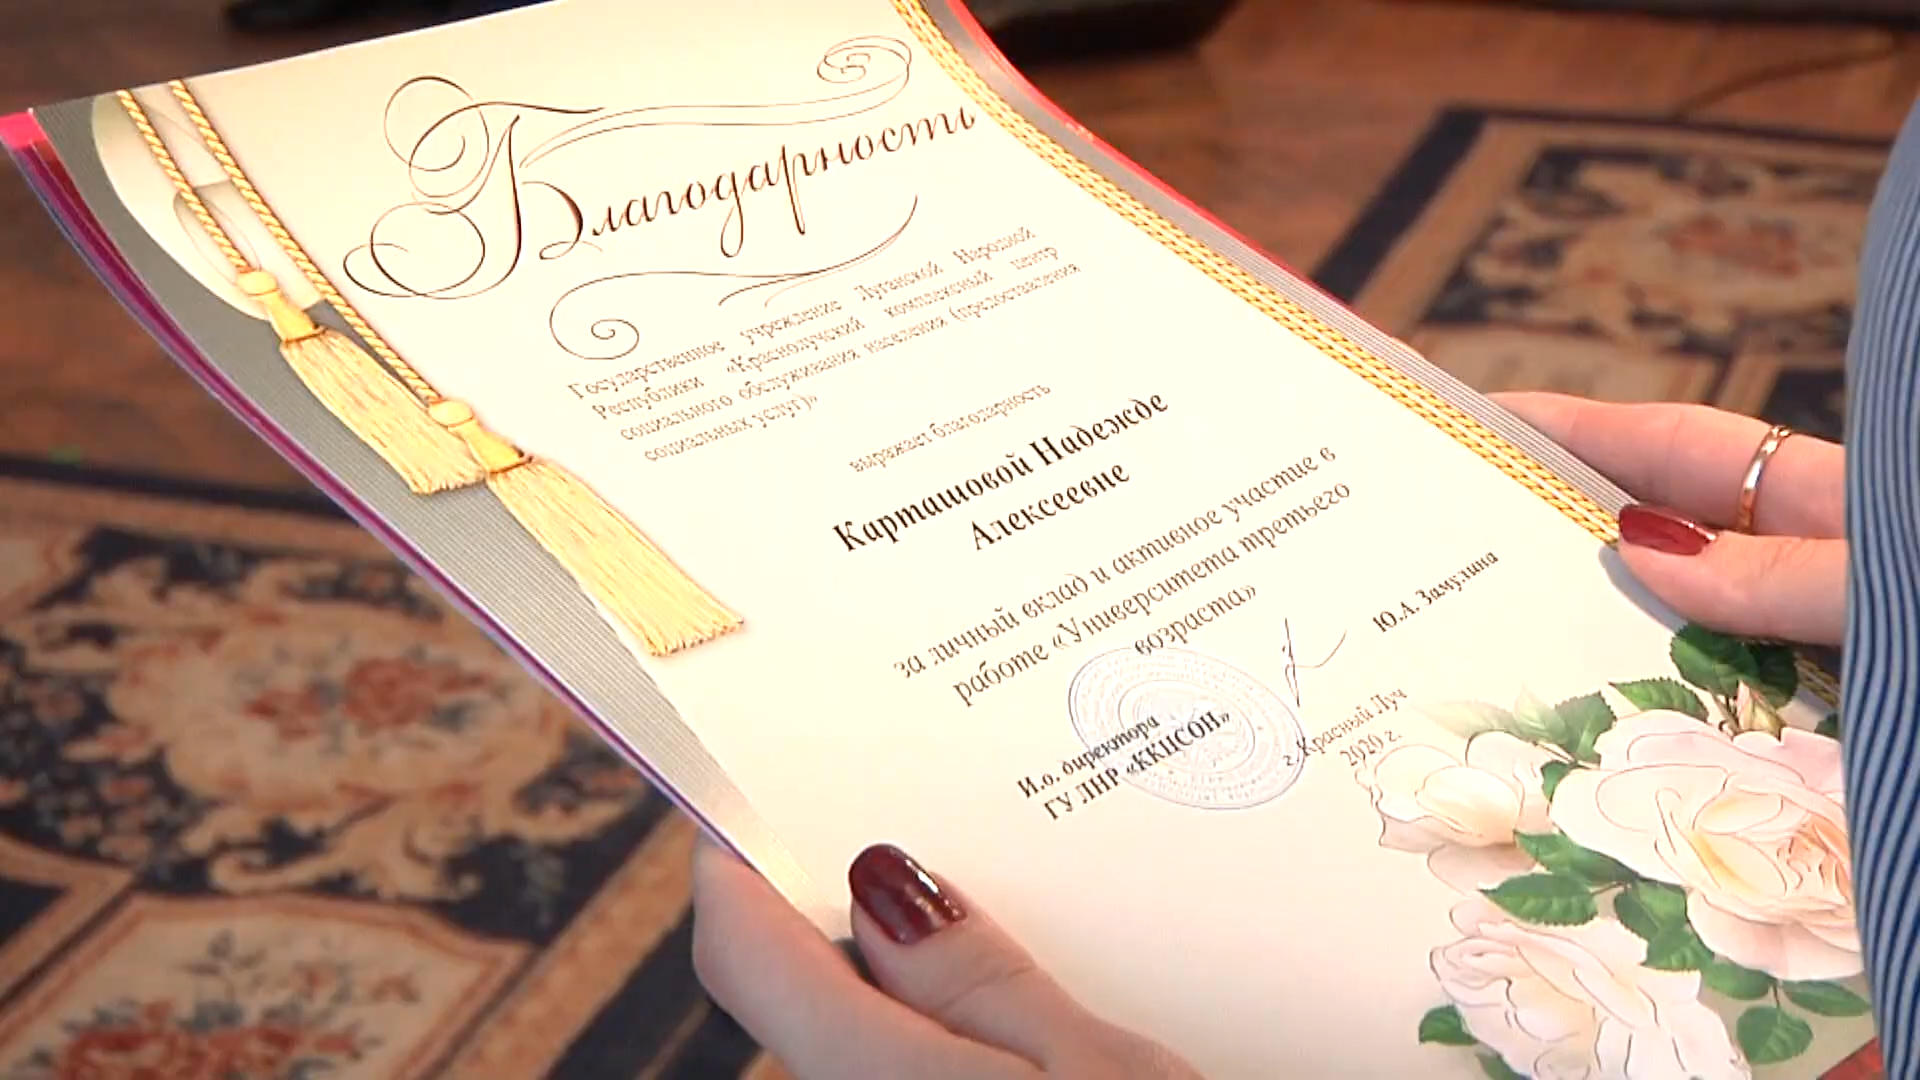 Благодарность
Государственное учреждение Луганской Народной
Республики «Краснолучский комплексный центр
социального обслуживания населения (предоставления
социальных услуг)»
выражает благодарность
Карташовой Надежде
Алексеевне
за личный вклад и активное участие в
работе «Университета третьего
возраста»
И.о. директора
ГУ ЛНР «ККЦСОН»
Ю.А. Замулина
г. Красный Луч
2020 г.